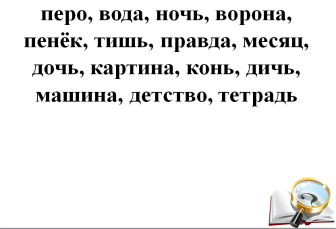 перо, вода, ночь, ворона,
пенёк, тишь, правда, месяц,
дочь, картина, конь, дичь,
машина, детство, тетрадь